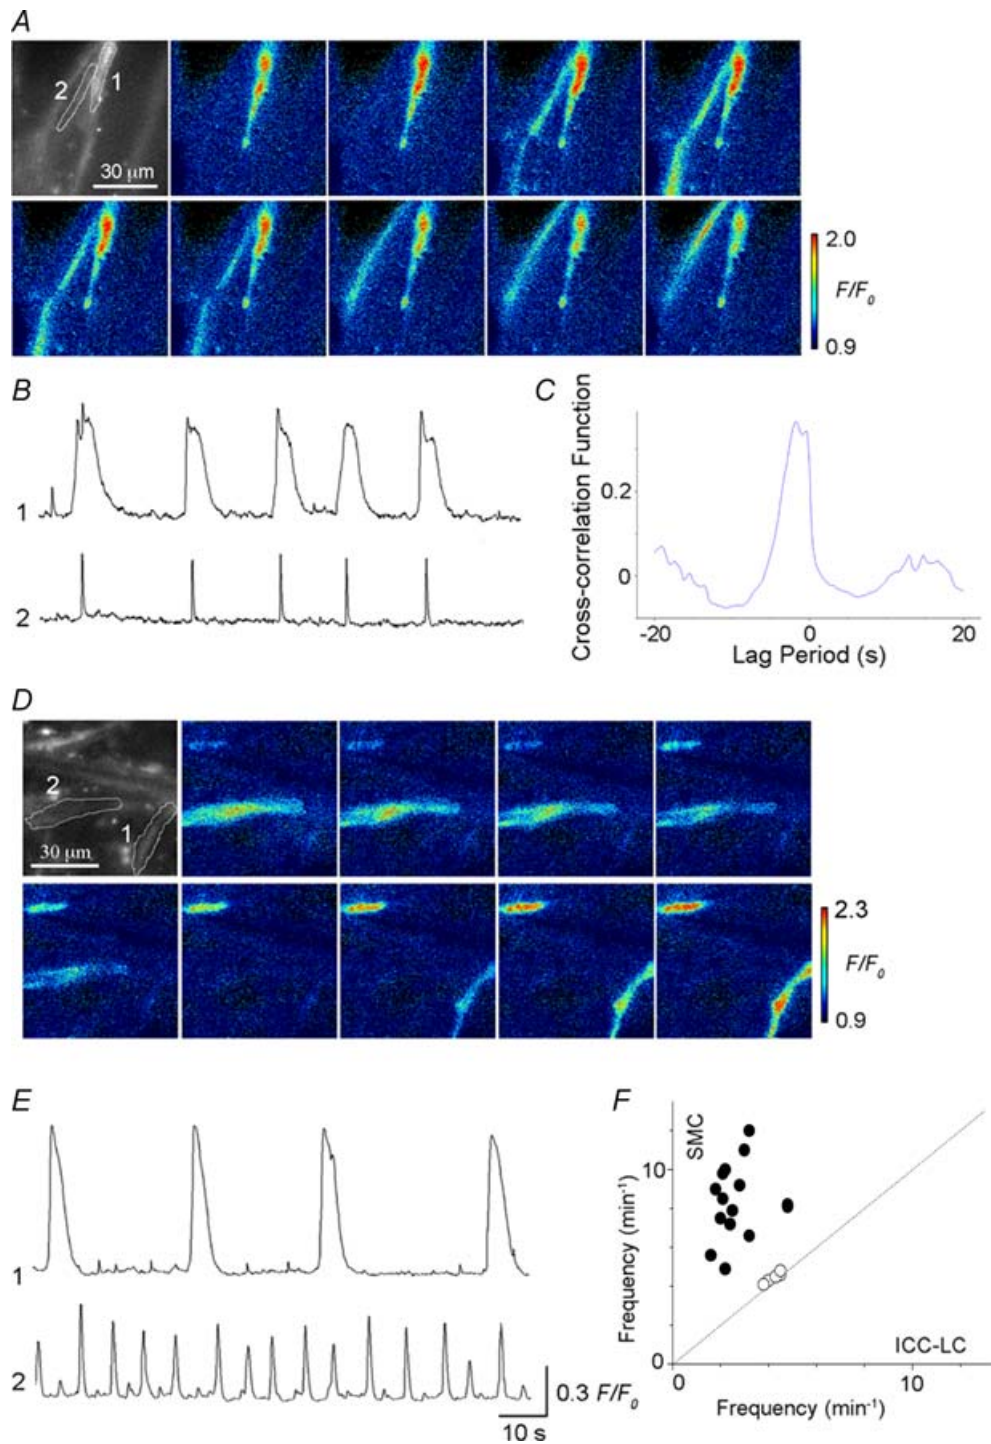 A
2
1
30 µm
2.0
F/F0
0.9
B
1
2
C
Cross-correlation Function
0.2
0
-20
0
20
Lag Period (s)
D
2
1
30 µm
2.3
F/F0
0.9
E
1
2
0.3 F/F0
10 s
F
SMC
Frequency (min-1)
10
0
ICC-LC
0
10
Frequency (min-1)